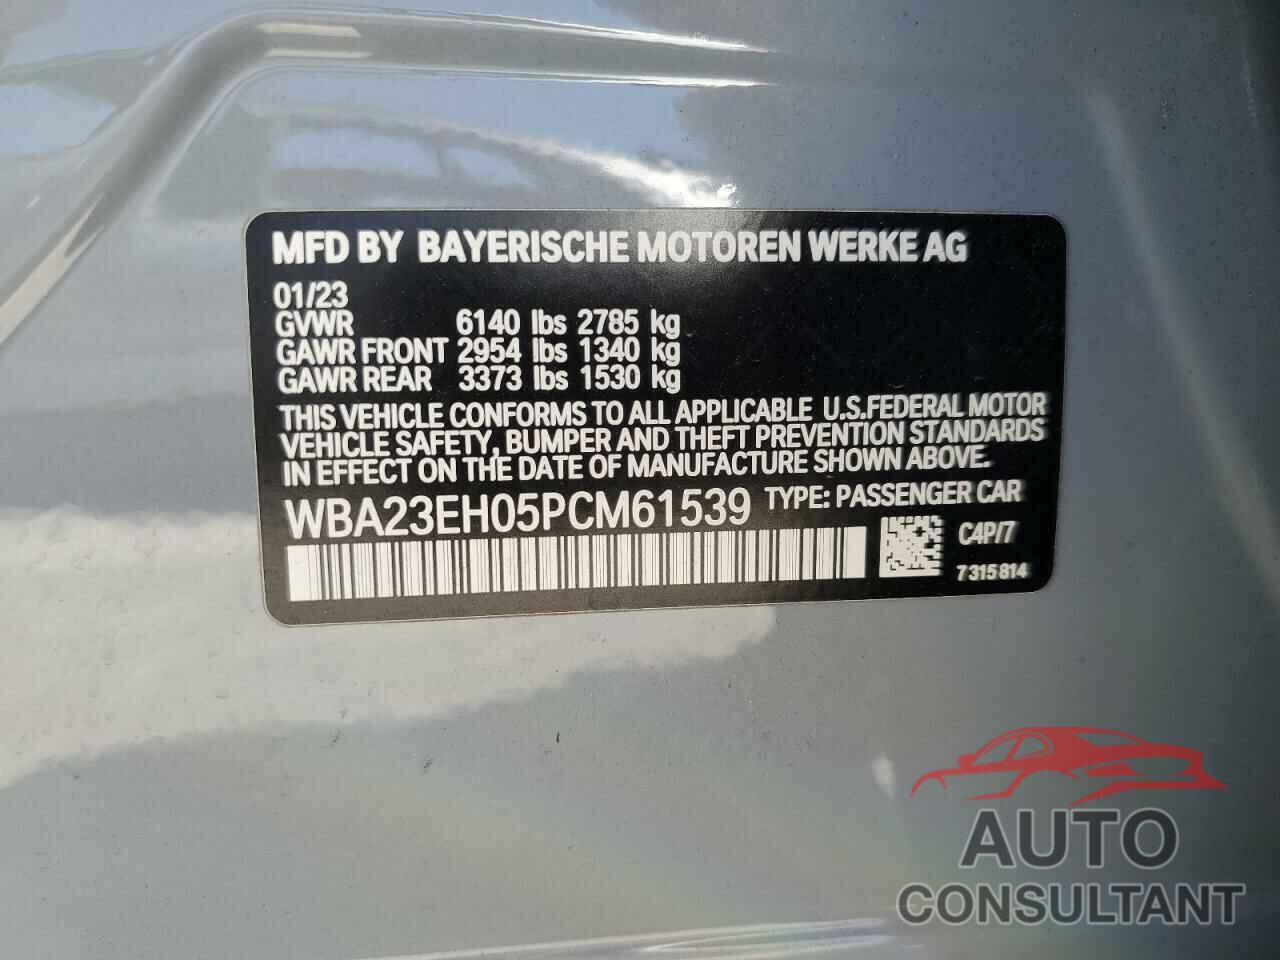 MFD BY BAYERISCHE MOTOREN WERKE AG
01/23
GVWR 6140 lbs 2785 kg
GAWR FRONT 2954 lbs 1340 kg
GAWR REAR 3373 lbs 1530 kg
THIS VEHICLE CONFORMS TO ALL APPLICABLE U.S.FEDERAL MOTOR
VEHICLE SAFETY, BUMPER AND THEFT PREVENTION STANDARDS
IN EFFECT ON THE DATE OF MANUFACTURE SHOWN ABOVE.
WBA23EH05PCM61539 TYPE: PASSENGER CAR
C4P/7
7315814
AUTO
CONSULTANT